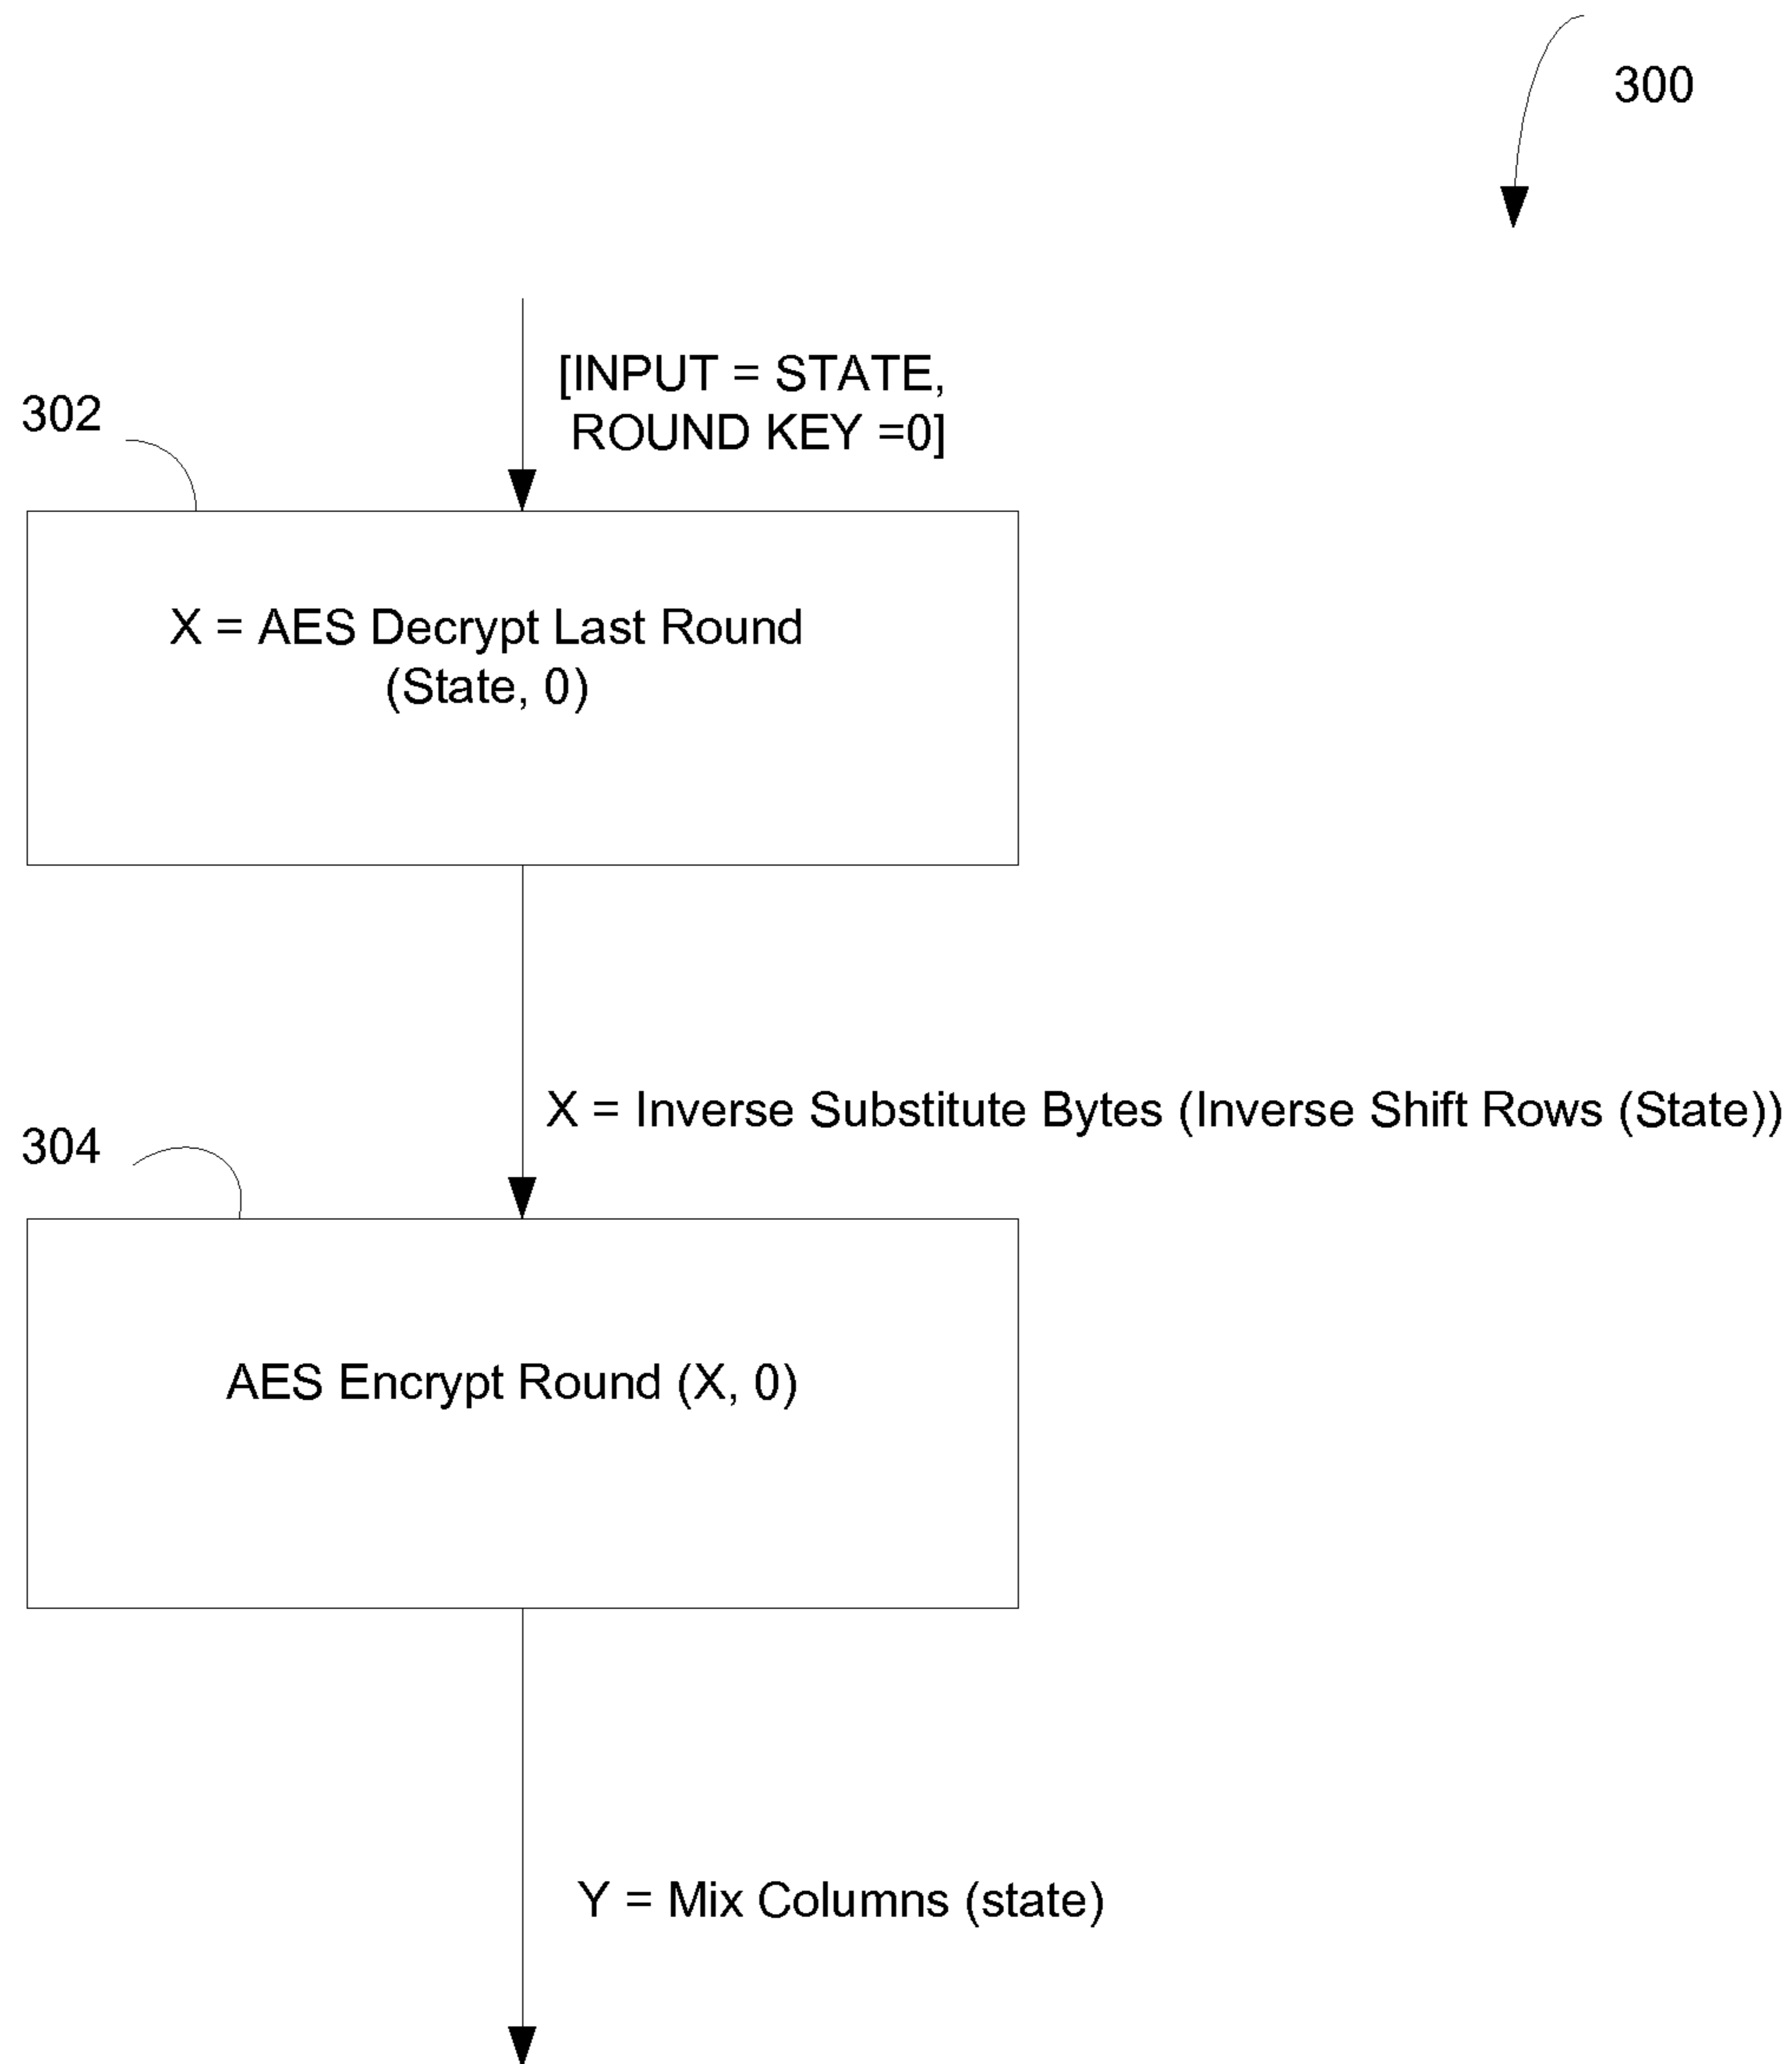 300
[INPUT = STATE,
ROUND KEY =0]
302
X = AES Decrypt Last Round
(State, 0)
X = Inverse Substitute Bytes (Inverse Shift Rows (State))
304
AES Encrypt Round (X, 0)
Y = Mix Columns (state)